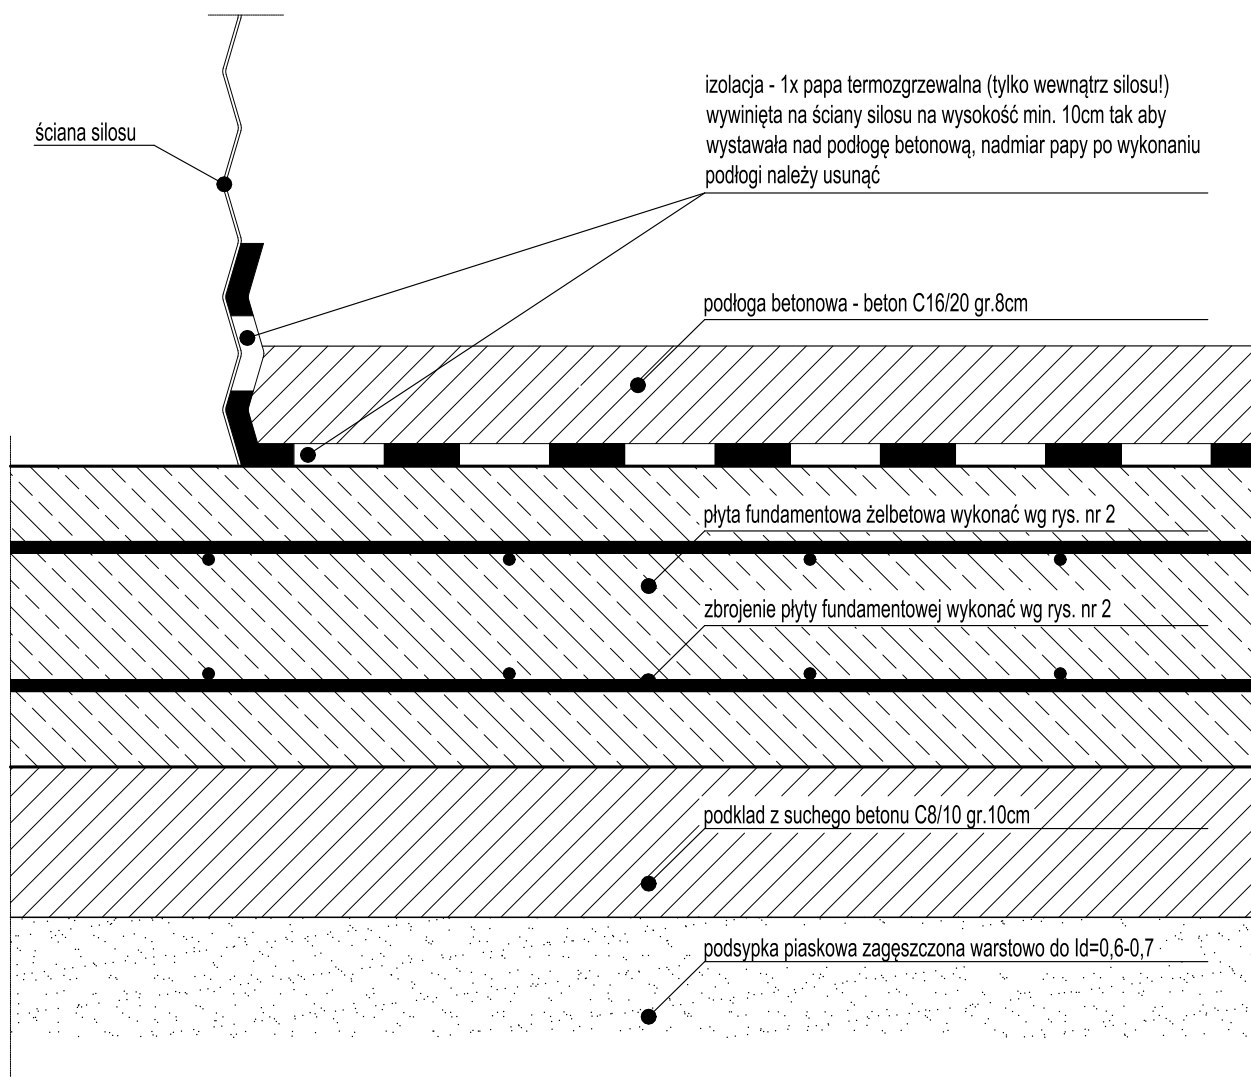 izolacja - 1x papa termozgrzewalna (tylko wewnątrz silosu!)
wywinięta na ściany silosu na wysokość min. 10cm tak aby
wystawała nad podłogę betonową, nadmiar papy po wykonaniu
podłogi należy usunąć
ściana silosu
podłoga betonowa - beton C16/20 gr.8cm
płyta fundamentowa żelbetowa wykonać wg rys. nr 2
zbrojenie płyty fundamentowej wykonać wg rys. nr 2
podklad z suchego betonu C8/10 gr.10cm
podsypka piaskowa zagęszczona warstowo do Id=0,6-0,7